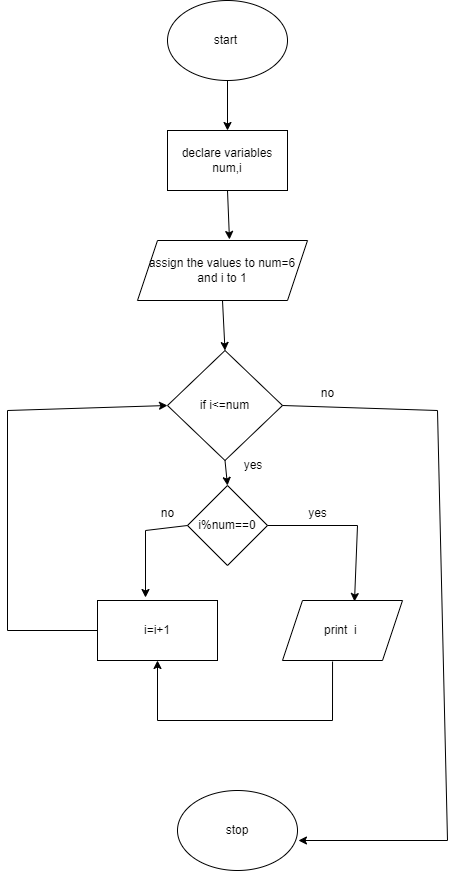 start
declare variables
num,i
assign the values to num=6
and i to 1
if i<=num
no
yes
no
i%num==0
yes
i=i+1
print i
stop